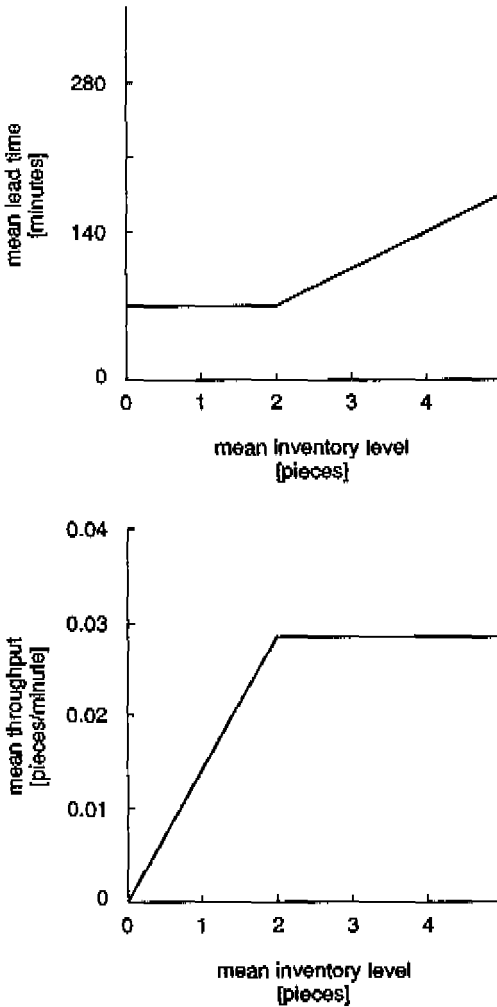 280
140
0
mean lead time
[minutes]
0 1 2 3 4
mean inventory level
[pieces]
0.04
0.03
0.02
0.01
0
mean throughput
[pieces/minute]
0 1 2 3 4
mean inventory level
[pieces]